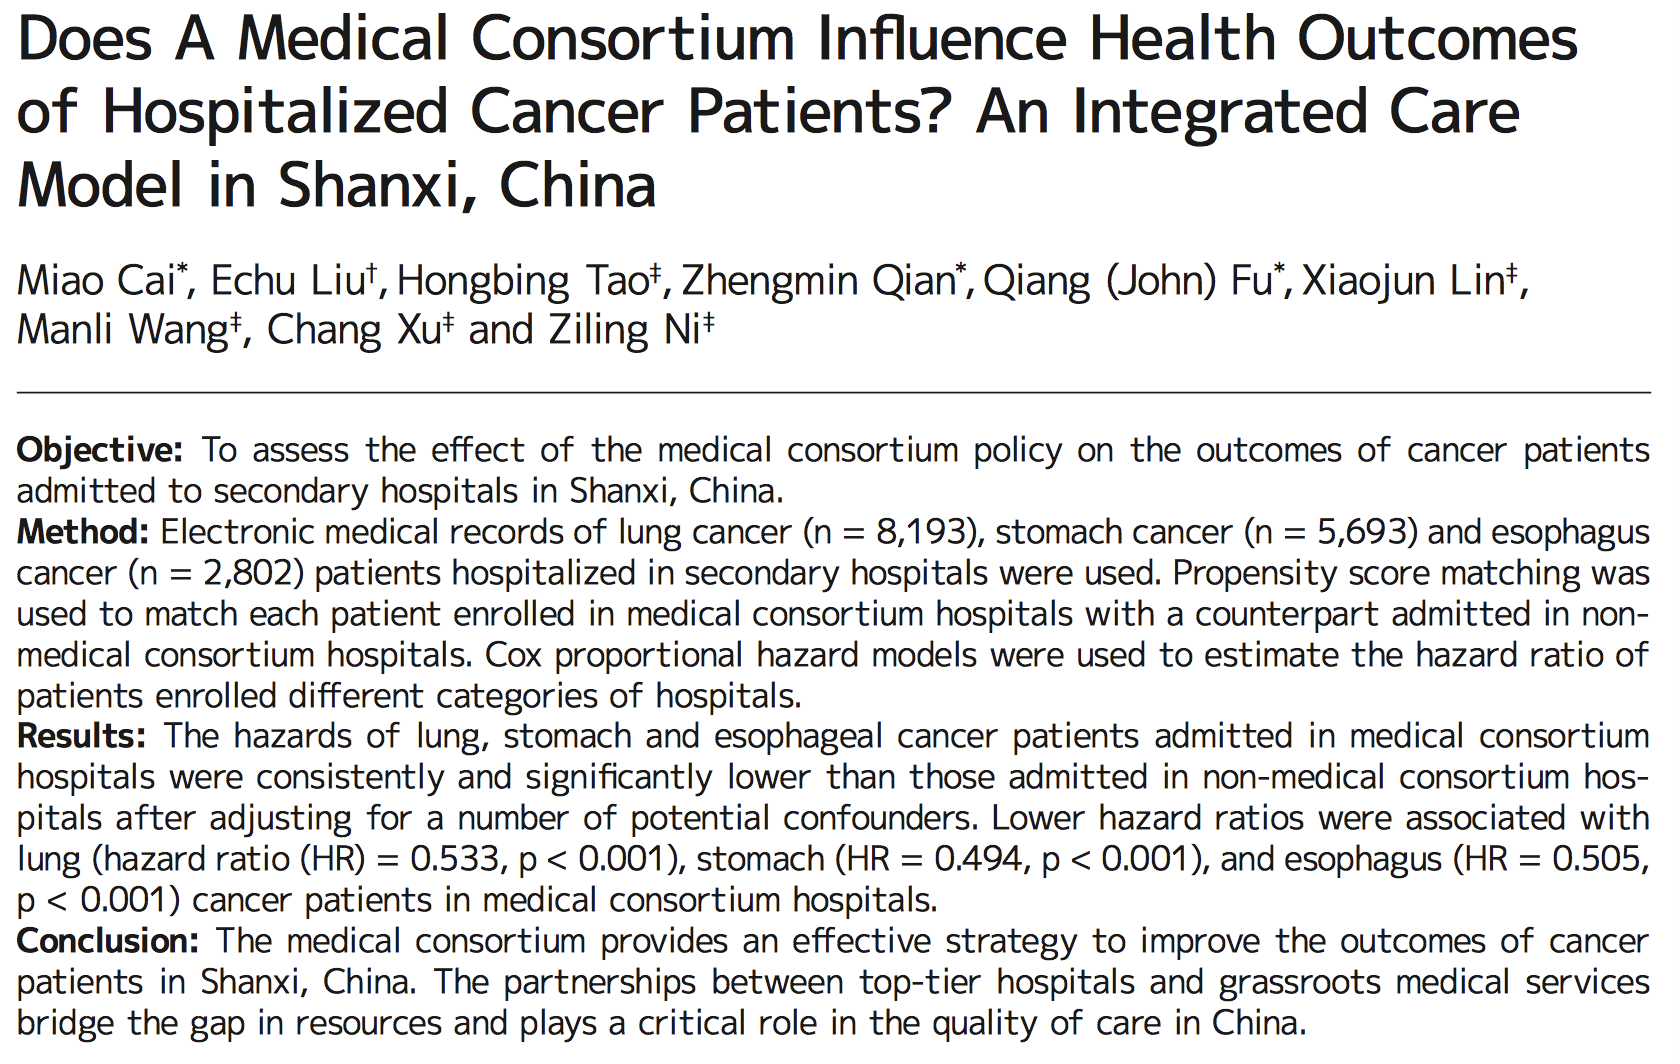 Does A Medical Consortium Influence Health Outcomes
of Hospitalized Cancer Patients? An Integrated Care
Model in Shanxi, China
Miao Cai*, Echu Liu†, Hongbing Tao‡, Zhengmin Qian*, Qiang (John) Fu*, Xiaojun Lin‡,
Manli Wang‡, Chang Xu‡ and Ziling Ni‡
Objective: To assess the effect of the medical consortium policy on the outcomes of cancer patients
admitted to secondary hospitals in Shanxi, China.
Method: Electronic medical records of lung cancer (n = 8,193), stomach cancer (n = 5,693) and esophagus
cancer (n = 2,802) patients hospitalized in secondary hospitals were used. Propensity score matching was
used to match each patient enrolled in medical consortium hospitals with a counterpart admitted in non-
medical consortium hospitals. Cox proportional hazard models were used to estimate the hazard ratio of
patients enrolled different categories of hospitals.
Results: The hazards of lung, stomach and esophageal cancer patients admitted in medical consortium
hospitals were consistently and significantly lower than those admitted in non-medical consortium hos-
pitals after adjusting for a number of potential confounders. Lower hazard ratios were associated with
lung (hazard ratio (HR) = 0.533, p < 0.001), stomach (HR = 0.494, p < 0.001), and esophagus (HR = 0.505,
p < 0.001) cancer patients in medical consortium hospitals.
Conclusion: The medical consortium provides an effective strategy to improve the outcomes of cancer
patients in Shanxi, China. The partnerships between top-tier hospitals and grassroots medical services
bridge the gap in resources and plays a critical role in the quality of care in China.